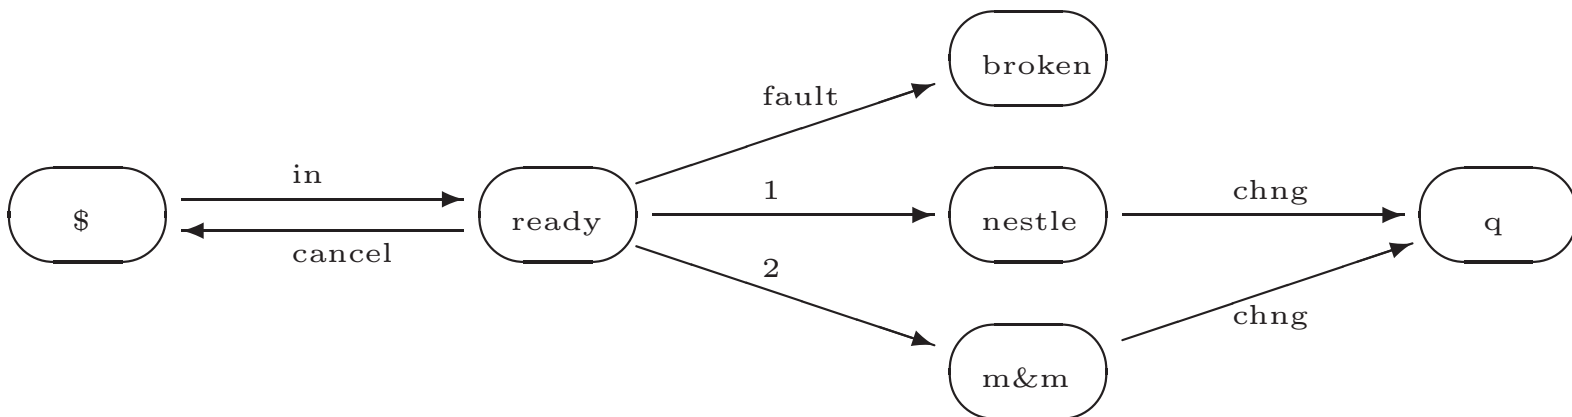 broken
fault
in
1
chng
$
ready
nestle
q
cancel
2
chng
m&m